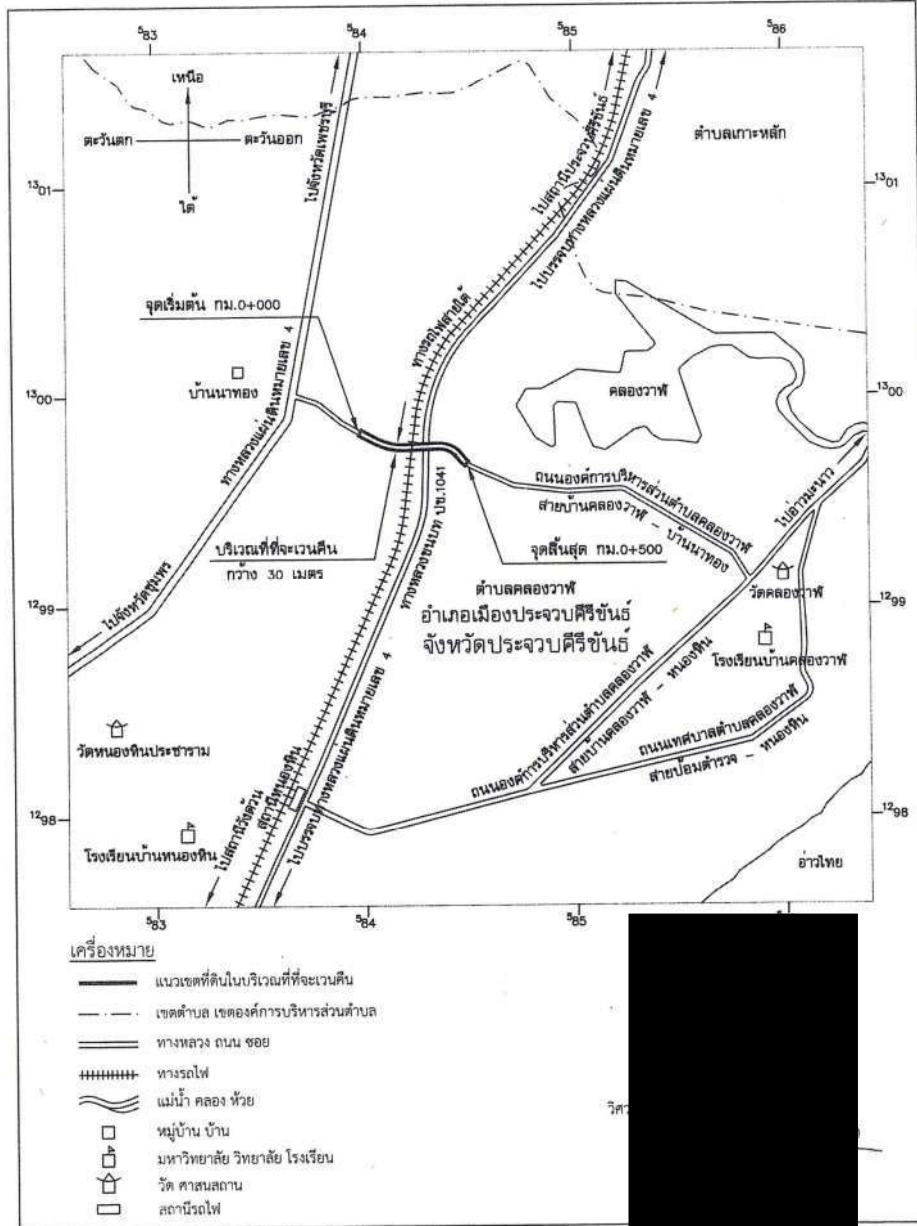 ⁵83 ⁵84 ⁵85 ⁵86
เหนือ
ตะวันตก ตะวันออก
ใต้
ไปจังหวัดเพชรบุรี
ไปสถานีประจวบคีรีขันธ์
ไปบรรจบทางหลวงแผ่นดินหมายเลข 4
ตำบลเกาะหลัก
¹³01 ¹³01
จุดเริ่มต้น กม.0+000
ทางรถไฟสายใต้
ทางหลวงแผ่นดินหมายเลข 4
บ้านนาทอง
คลองวาฬ
¹³00 ¹³00
ถนนองค์การบริหารส่วนตำบลคลองวาฬ
สายบ้านคลองวาฬ - บ้านนาทอง
ไปอ่าวมะนาว
บริเวณที่ที่จะเวนคืน
กว้าง 30 เมตร
ทางหลวงชนบท ปข.1041
จุดสิ้นสุด กม.0+500
วัดคลองวาฬ
ตำบลคลองวาฬ
อำเภอเมืองประจวบคีรีขันธ์
จังหวัดประจวบคีรีขันธ์
¹²99 ¹²99
ไปจังหวัดชุมพร
โรงเรียนบ้านคลองวาฬ
ถนนองค์การบริหารส่วนตำบลคลองวาฬ
สายบ้านคลองวาฬ - หนองหิน
ถนนเทศบาลตำบลคลองวาฬ
สายป้อมตำรวจ - หนองหิน
วัดหนองหินประชาราม
สถานีหนองหิน
ไปสถานีวังด้วน
ไปบรรจบทางหลวงแผ่นดินหมายเลข 4
¹²98 ¹²98
โรงเรียนบ้านหนองหิน
อ่าวไทย
⁵83 ⁵84 ⁵85
เครื่องหมาย
แนวเขตที่ดินในบริเวณที่ที่จะเวนคืน
เขตตำบล เขตองค์การบริหารส่วนตำบล
ทางหลวง ถนน ซอย
ทางรถไฟ
แม่น้ำ คลอง ห้วย
หมู่บ้าน บ้าน
มหาวิทยาลัย วิทยาลัย โรงเรียน
วัด ศาสนสถาน
สถานีรถไฟ